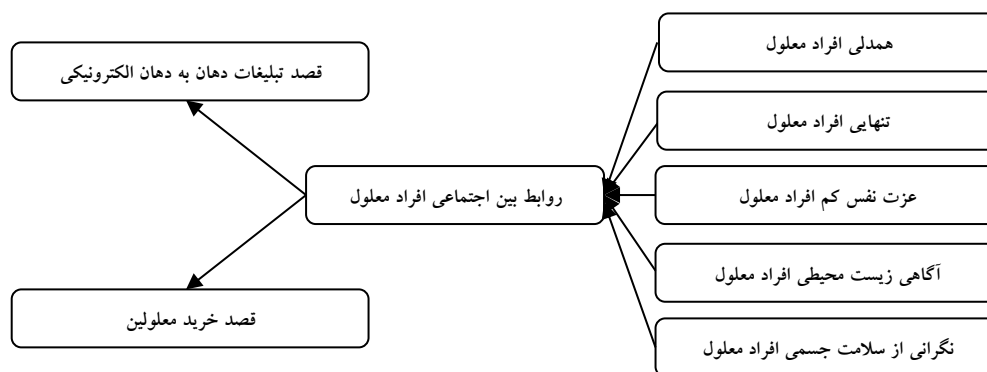 همدلی افراد معلول
قصد تبلیغات دهان به دهان الکترونیکی
تنهایی افراد معلول
روابط بین اجتماعی افراد معلول
عزت نفس کم افراد معلول
آگاهی زیست محیطی افراد معلول
قصد خرید معلولین
نگرانی از سلامت جسمی افراد معلول